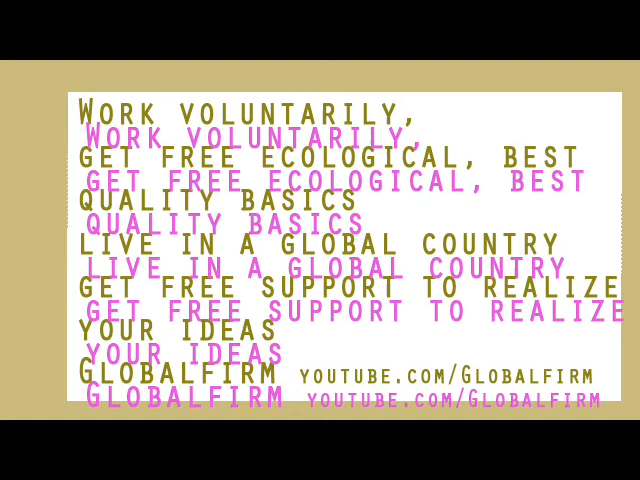 Work voluntarily,
Work voluntarily,
get free ecological, best
get free ecological, best
quality basics
quality basics
live in a global country
live in a global country
get free support to realize
get free support to realize
your ideas
your ideas
Globalfirm youtube.com/Globalfirm
Globalfirm youtube.com/Globalfirm